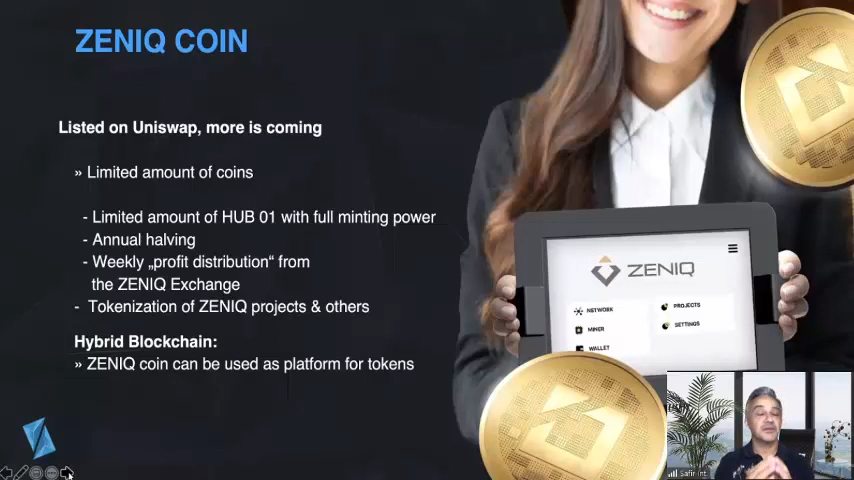 ZENIQ COIN
Listed on Uniswap, more is coming
» Limited amount of coins
- Limited amount of HUB 01 with full minting power
- Annual halving
- Weekly „profit distribution“ from
the ZENIQ Exchange
- Tokenization of ZENIQ projects & others
Hybrid Blockchain:
» ZENIQ coin can be used as platform for tokens
ZENIQ
NETWORK
PROJECTS
MINER
SETTINGS
WALLET
Safir Int.